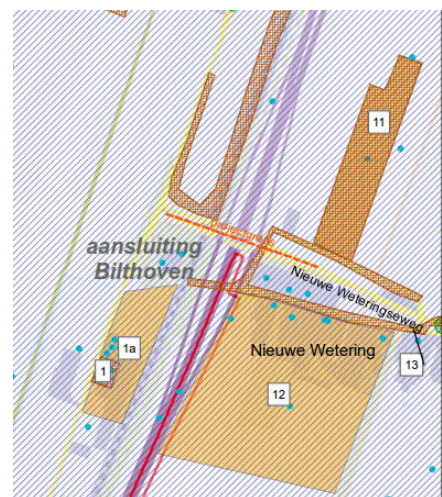 11
aansluiting
Bilthoven
Nieuwe Weteringseweg
Nieuwe Wetering
1a
1
12
13